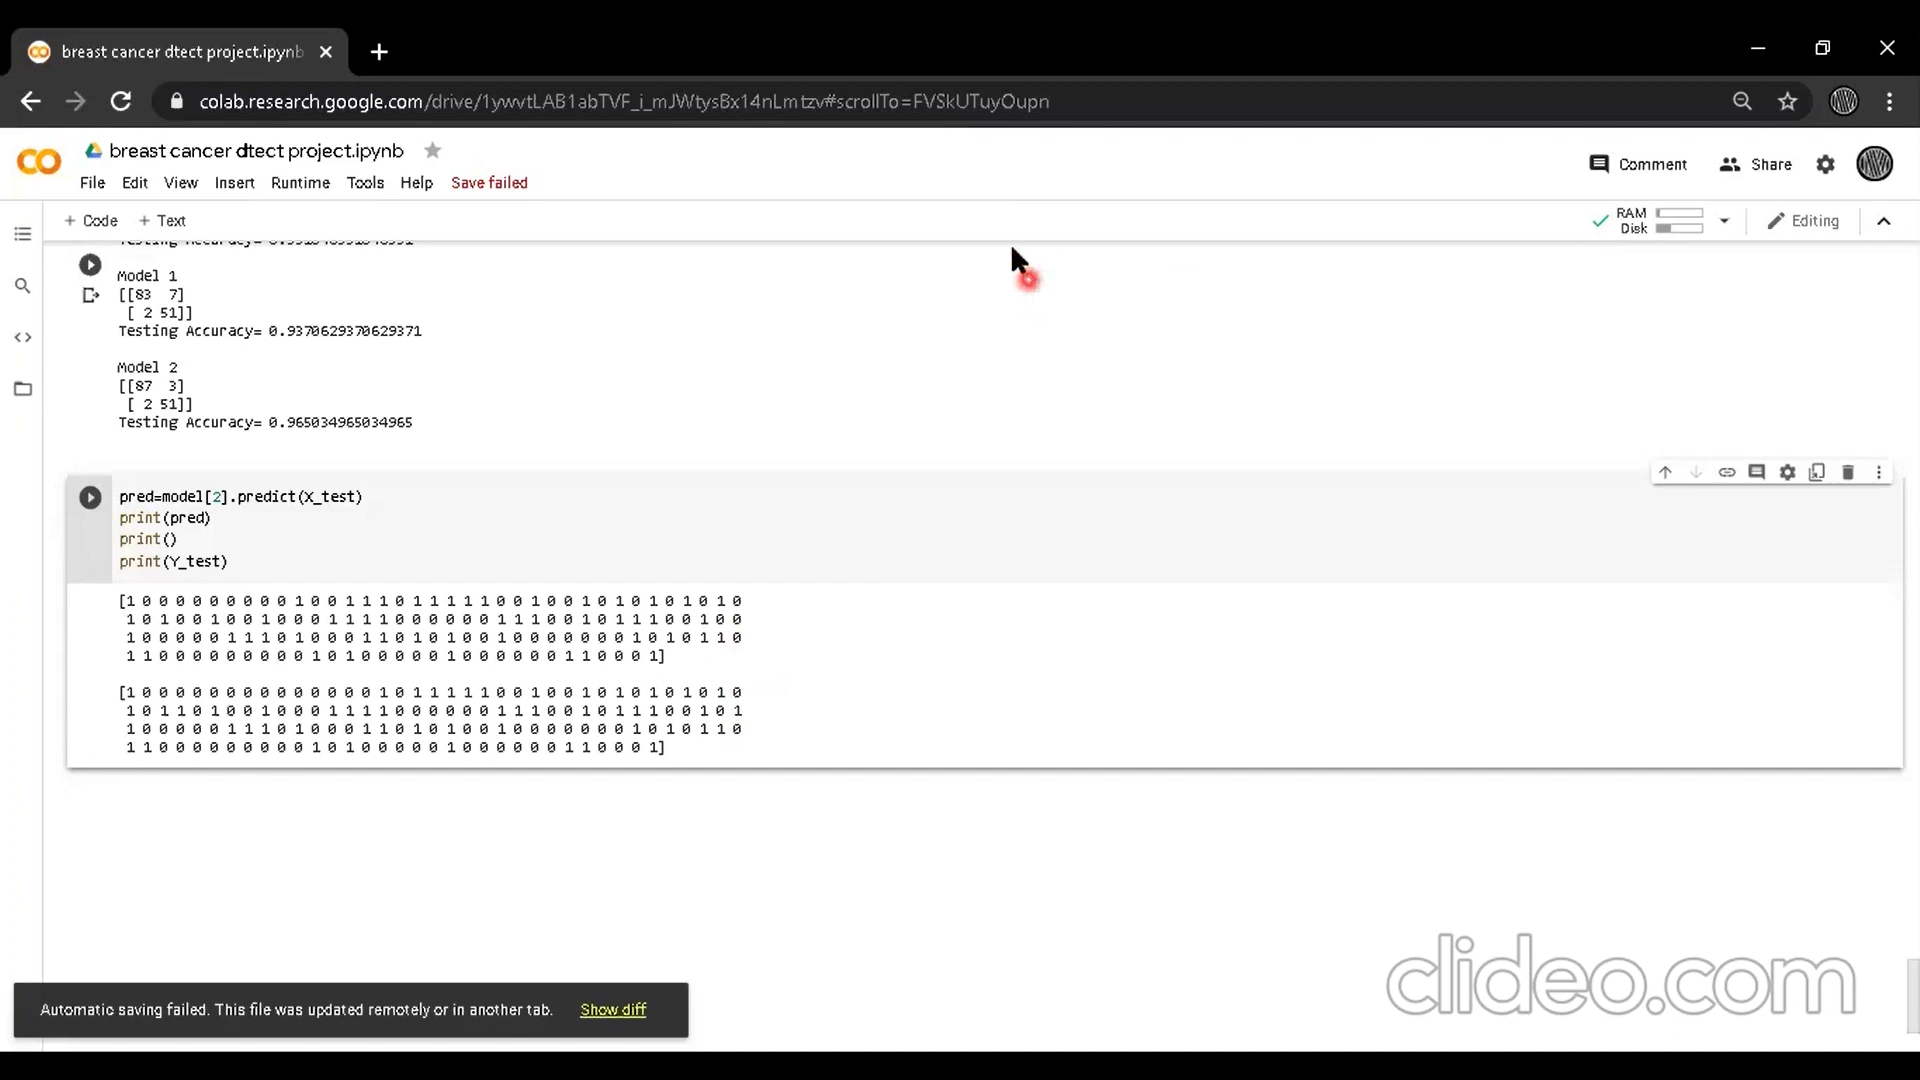 breast cancer dtect project.ipynb
colab.research.google.com/drive/1ywvtLAB1abTVF_i_mJWtysBx14nLmtzv#scrollTo=FVSkUTuyOupn
breast cancer dtect project.ipynb
Comment Share
File Edit View Insert Runtime Tools Help Save failed
+ Code + Text
RAM
Disk
Editing
Testing Accuracy=
Model 1
[[83 7]
[ 2 51]]
Testing Accuracy= 0.9370629370629371
Model 2
[[87 3]
[ 2 51]]
Testing Accuracy= 0.965034965034965
pred=model[2].predict(X_test)
print(pred)
print()
print(Y_test)
[1 0 0 0 0 0 0 0 0 0 1 0 0 1 1 1 0 1 1 1 1 1 0 0 1 0 0 1 0 1 0 1 0 1 0 1 0
1 0 1 0 0 1 0 0 1 0 0 0 1 1 1 1 0 0 0 0 0 0 1 1 1 0 0 1 0 1 1 1 0 0 1 0 0
1 0 0 0 0 0 1 1 1 0 1 0 0 0 1 1 0 1 0 1 0 0 1 0 0 0 0 0 0 0 1 0 1 0 1 1 0
1 1 0 0 0 0 0 0 0 0 0 1 0 1 0 0 0 0 0 1 0 0 0 0 0 0 1 1 0 0 0 1]
[1 0 0 0 0 0 0 0 0 0 0 0 0 0 0 1 0 1 1 1 1 1 0 0 1 0 0 1 0 1 0 1 0 1 0 1 0
1 0 1 1 0 1 0 0 1 0 0 0 1 1 1 1 0 0 0 0 0 0 1 1 1 0 0 1 0 1 1 1 0 0 1 0 1
1 0 0 0 0 0 1 1 1 0 1 0 0 0 1 1 0 1 0 1 0 0 1 0 0 0 0 0 0 0 1 0 1 0 1 1 0
1 1 0 0 0 0 0 0 0 0 0 1 0 1 0 0 0 0 0 1 0 0 0 0 0 0 1 1 0 0 0 1]
clideo.com
Automatic saving failed. This file was updated remotely or in another tab. Show diff